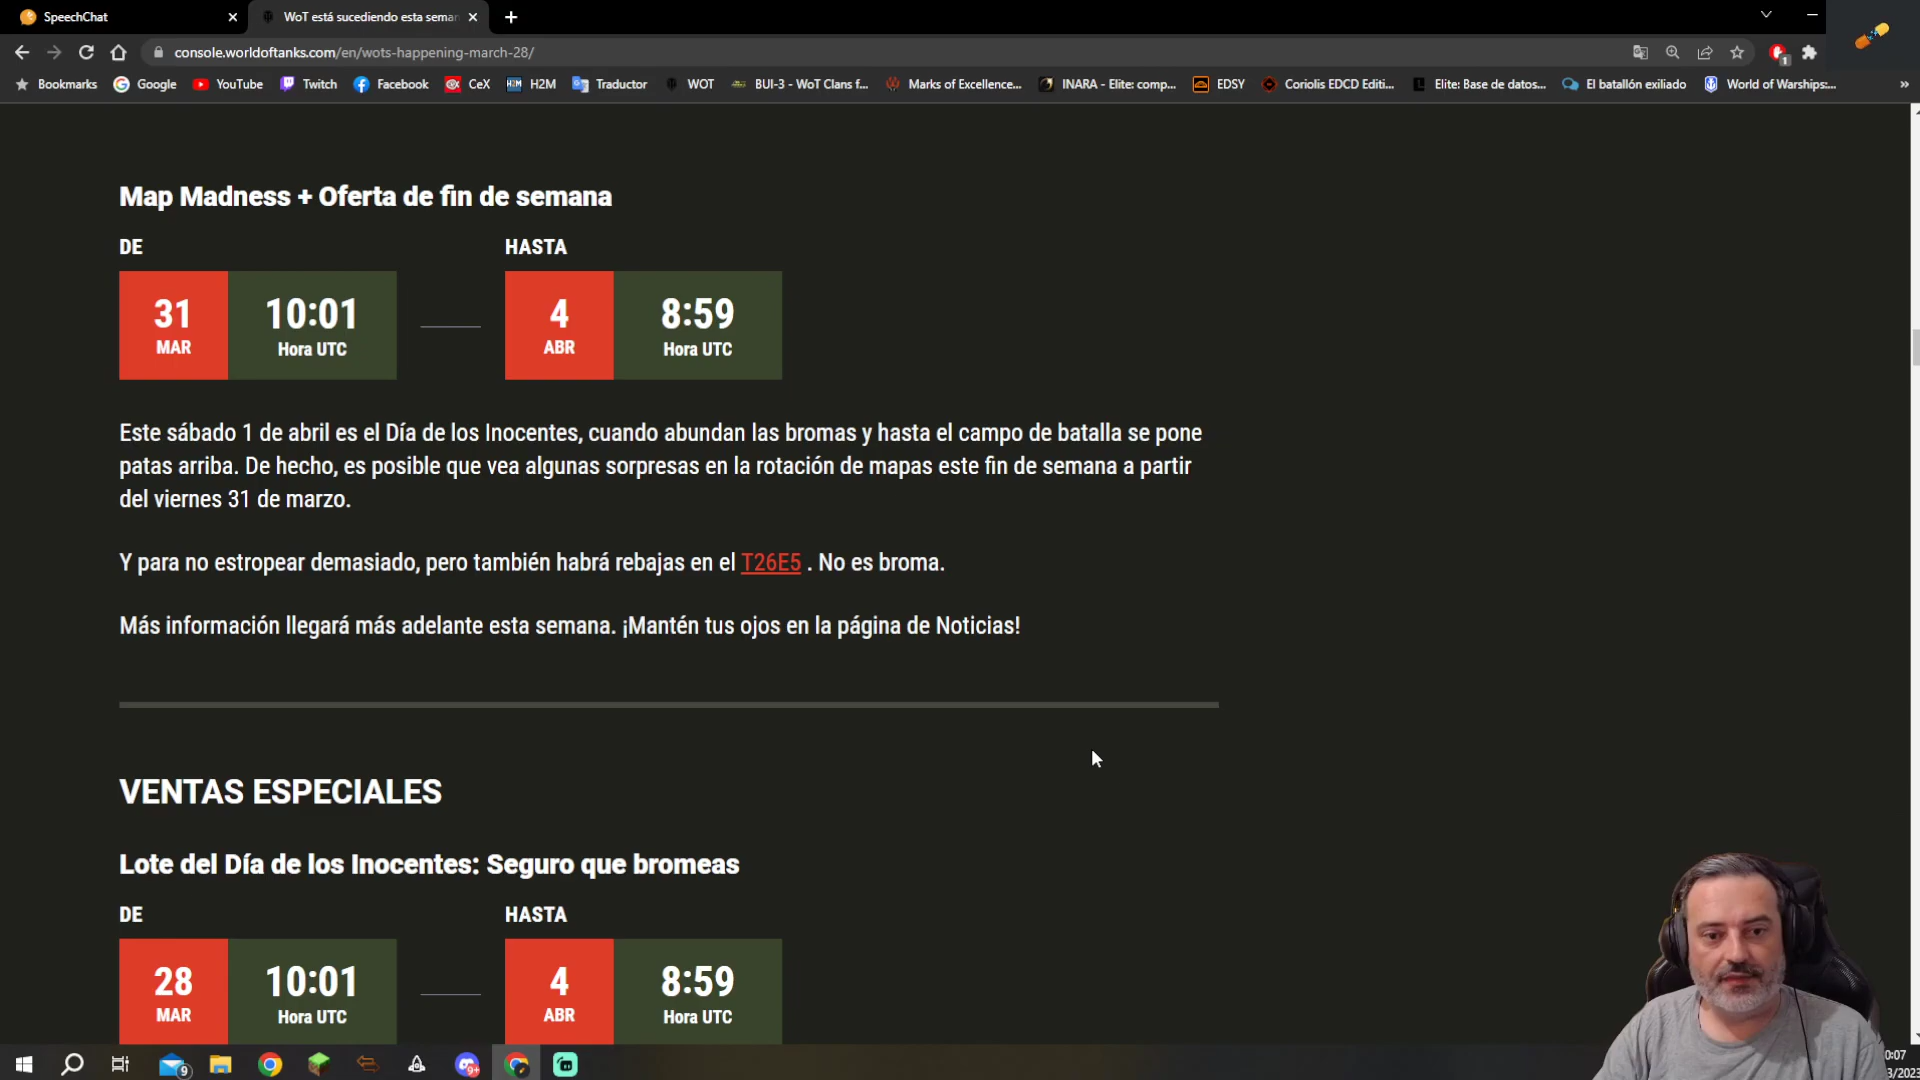 SpeechChat
WoT está sucediendo esta seman
console.worldoftanks.com/en/wots-happening-march-28/
1
Bookmarks
Google
YouTube
Twitch
Facebook
CeX
H2M
Traductor
WOT
BUI-3 - WoT Clans f...
Marks of Excellence...
INARA - Elite: comp...
EDSY
Coriolis EDCD Editi...
Elite: Base de datos...
El batallón exiliado
World of Warships:...
»
Map Madness + Oferta de fin de semana
DE
HASTA
31
MAR
10:01
Hora UTC
4
ABR
8:59
Hora UTC
Este sábado 1 de abril es el Día de los Inocentes, cuando abundan las bromas y hasta el campo de batalla se pone
patas arriba. De hecho, es posible que vea algunas sorpresas en la rotación de mapas este fin de semana a partir
del viernes 31 de marzo.
Y para no estropear demasiado, pero también habrá rebajas en el T26E5 . No es broma.
Más información llegará más adelante esta semana. ¡Mantén tus ojos en la página de Noticias!
VENTAS ESPECIALES
Lote del Día de los Inocentes: Seguro que bromeas
DE
HASTA
28
MAR
10:01
Hora UTC
4
ABR
8:59
Hora UTC
9
9+
0:07
3/2023